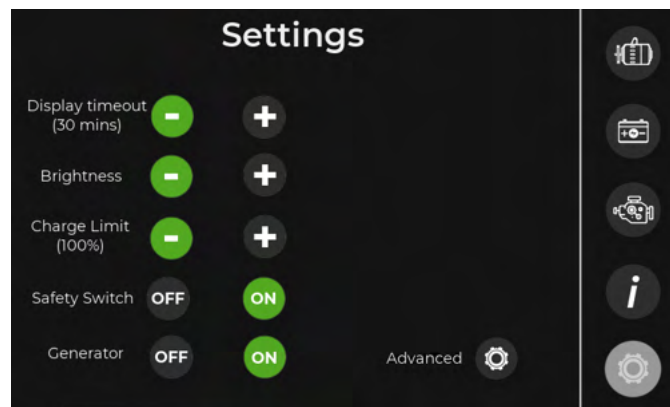 Settings
Display timeout
(30 mins)
- +
Brightness
- +
Charge Limit
(100%)
- +
Safety Switch OFF ON
Generator OFF ON
Advanced
i